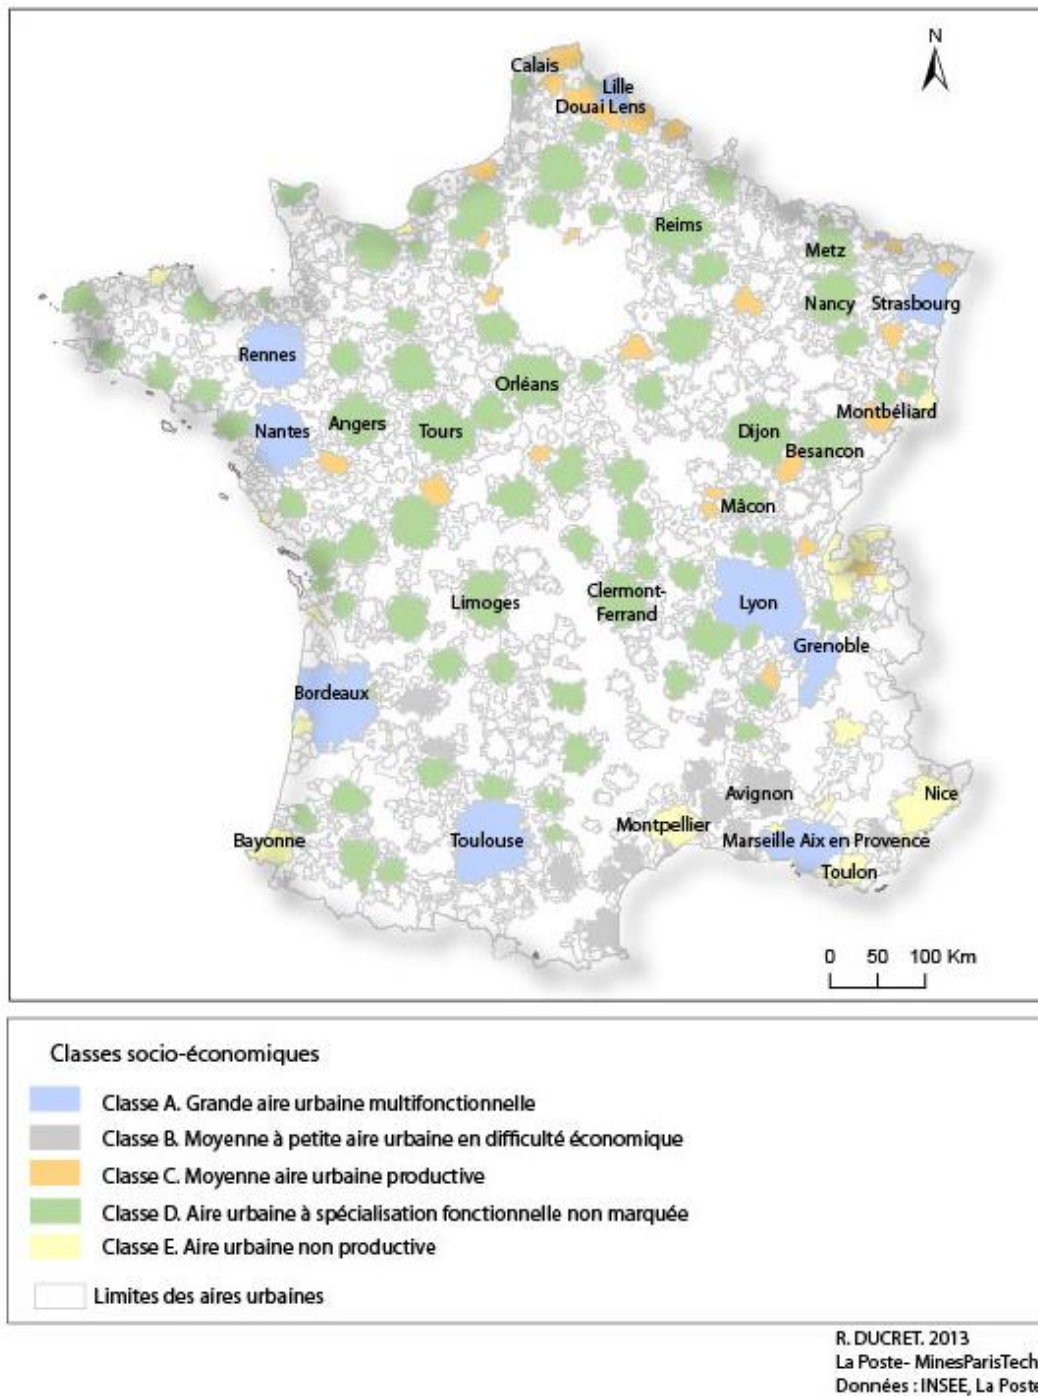 N
Calais
Lille
Douai Lens
Reims
Metz
Nancy
Strasbourg
Rennes
Orléans
Nantes
Angers
Tours
Dijon
Montbéliard
Besancon
Mâcon
Limoges
Clermont-
Ferrand
Lyon
Grenoble
Bordeaux
Avignon
Nice
Montpellier
Bayonne
Toulouse
Marseille Aix en Provence
Toulon
0 50 100 Km
Classes socio-économiques
Classe A. Grande aire urbaine multifonctionnelle
Classe B. Moyenne à petite aire urbaine en difficulté économique
Classe C. Moyenne aire urbaine productive
Classe D. Aire urbaine à spécialisation fonctionnelle non marquée
Classe E. Aire urbaine non productive
Limites des aires urbaines
R. DUCRET. 2013
La Poste- MinesParisTech
Données : INSEE, La Poste